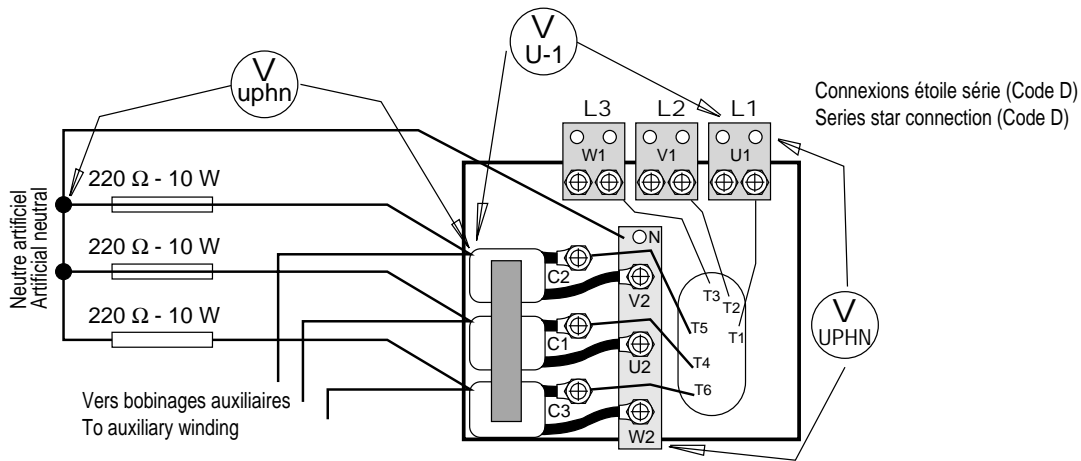 V
U-1
V
uphn
Connexions étoile série (Code D)
Series star connection (Code D)
L3
L2
L1
W1
V1
U1
220 Ω - 10 W
Neutre artificiel
Artificial neutral
N
220 Ω - 10 W
C2
V2
T3
T2
T1
T5
V
UPHN
220 Ω - 10 W
C1
U2
T4
T6
Vers bobinages auxiliaires
To auxiliary winding
C3
W2